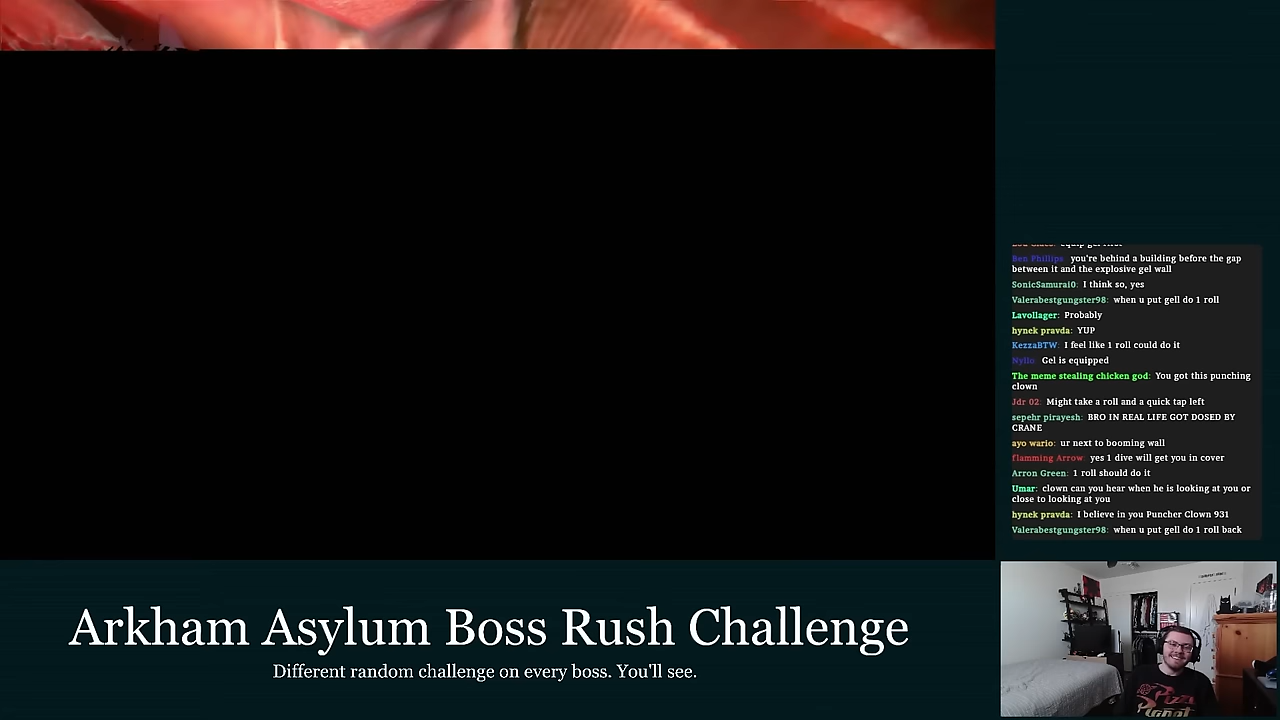 Ben Phillips: you're behind a building before the gap
between it and the explosive gel wall
SonicSamurai0: I think so, yes
Valerabestgungster98: when u put gell do 1 roll
Lavollager: Probably
hynek pravda: YUP
KezzaBTW: I feel like 1 roll could do it
Gel is equipped
The meme stealing chicken god: You got this punching
clown
Jdr 02: Might take a roll and a quick tap left
sepehr pirayesh: BRO IN REAL LIFE GOT DOSED BY
CRANE
ayo wario: ur next to booming wall
flamming Arrow: yes 1 dive will get you in cover
Arron Green: 1 roll should do it
Umar: clown can you hear when he is looking at you or
close to looking at you
hynek pravda: I believe in you Puncher Clown 931
Valerabestgungster98: when u put gell do 1 roll back
Arkham Asylum Boss Rush Challenge
Different random challenge on every boss. You'll see.